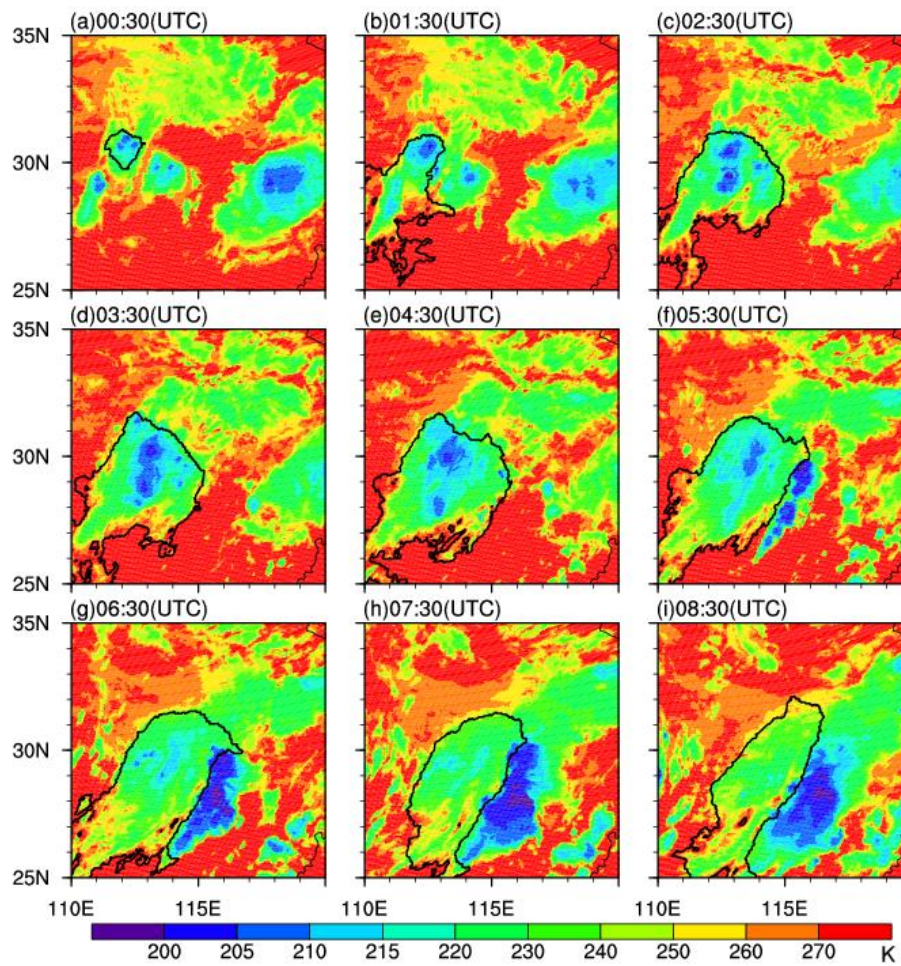 (a)00:30(UTC) (b)01:30(UTC) (c)02:30(UTC)
35N
30N
25N
(d)03:30(UTC) (e)04:30(UTC) (f)05:30(UTC)
35N
30N
25N
(g)06:30(UTC) (h)07:30(UTC) (i)08:30(UTC)
35N
30N
25N
110E 115E 110E 115E 110E 115E
200 205 210 215 220 230 240 250 260 270 K